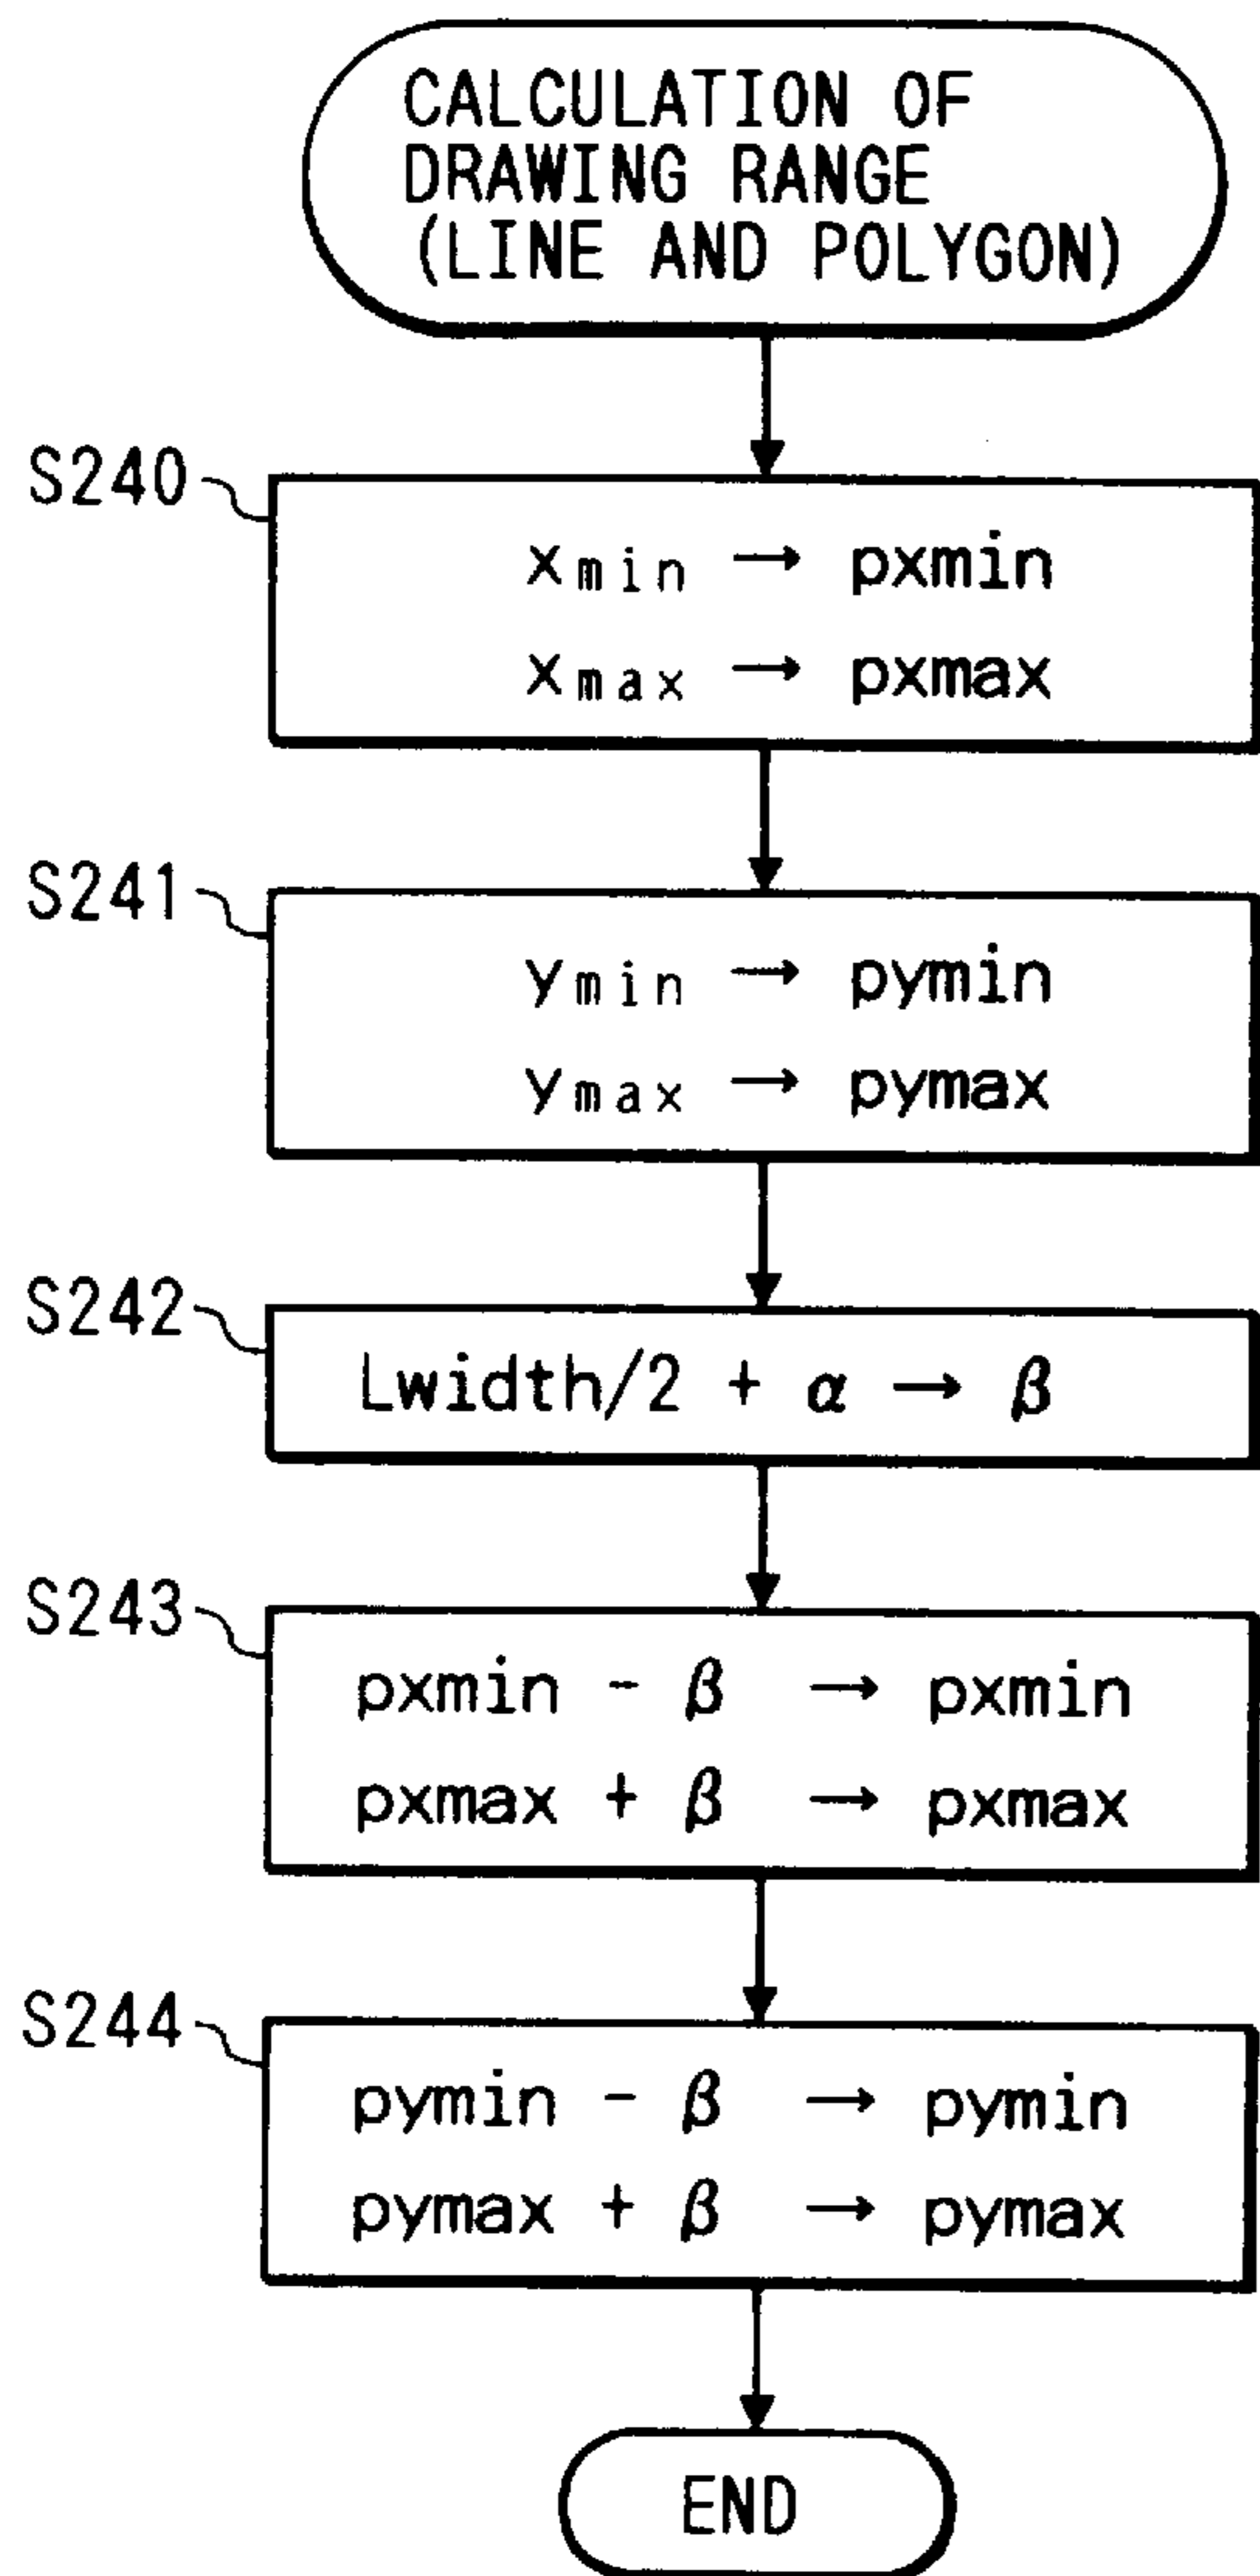 CALCULATION OF
DRAWING RANGE
(LINE AND POLYGON)
S240
xmin → pxmin
xmax → pxmax
S241
ymin → pymin
ymax → pymax
S242
Lwidth/2 + α → β
S243
pxmin - β → pxmin
pxmax + β → pxmax
S244
pymin - β → pymin
pymax + β → pymax
END